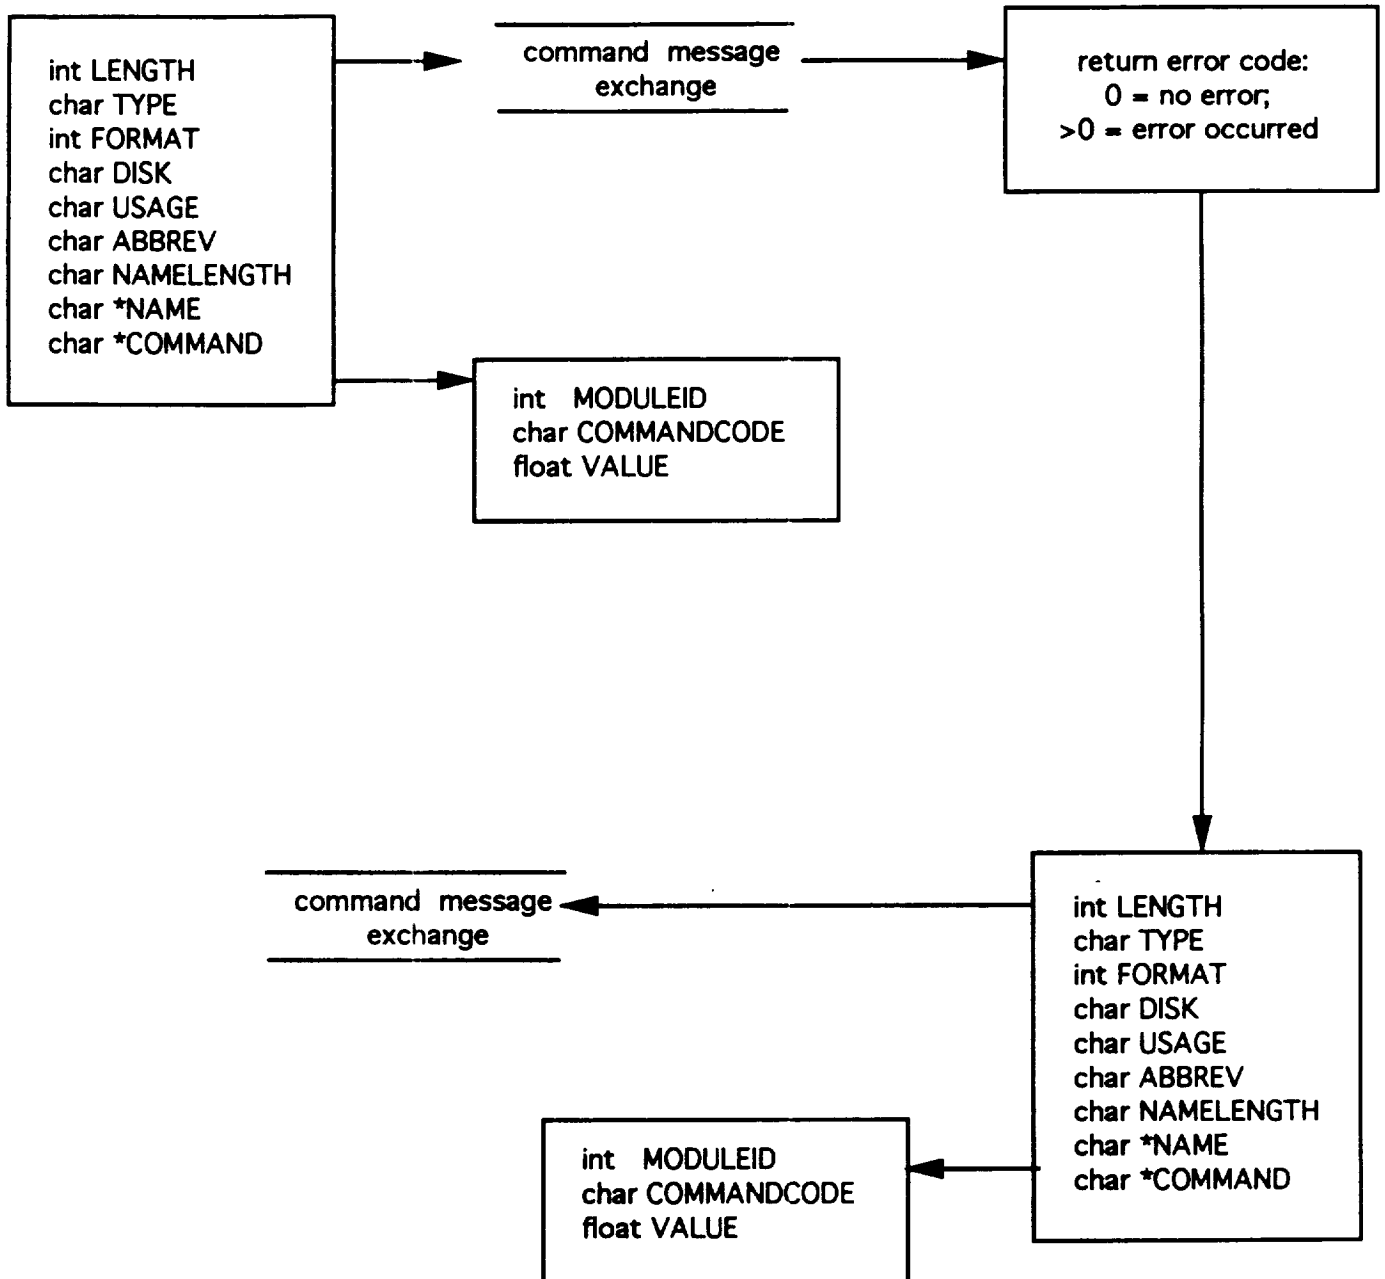 int LENGTH
char TYPE
int FORMAT
char DISK
char USAGE
char ABBREV
char NAMELENGTH
char *NAME
char *COMMAND
command message
exchange
return error code:
0 = no error;
>0 = error occurred
int MODULEID
char COMMANDCODE
float VALUE
command message
exchange
int LENGTH
char TYPE
int FORMAT
char DISK
char USAGE
char ABBREV
char NAMELENGTH
char *NAME
char *COMMAND
int MODULEID
char COMMANDCODE
float VALUE